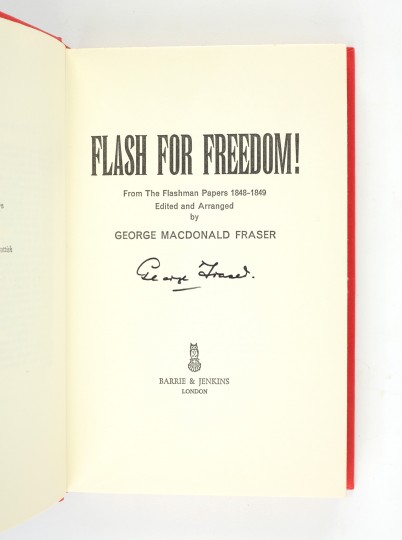 FLASH FOR FREEDOM!
From The Flashman Papers 1848-1849
Edited and Arranged
by
GEORGE MACDONALD FRASER
George Fraser.
BARRIE & JENKINS
LONDON